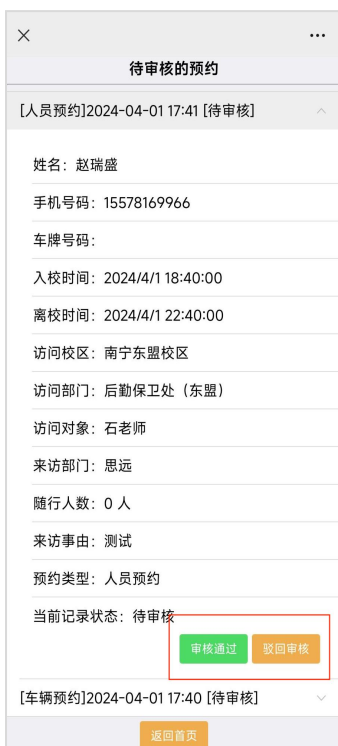 待审核的预约
[人员预约]2024-04-01 17:41 [待审核]
姓名：赵瑞盛
手机号码：15578169966
车牌号码：
入校时间：2024/4/1 18:40:00
离校时间：2024/4/1 22:40:00
访问校区：南宁东盟校区
访问部门：后勤保卫处（东盟）
访问对象：石老师
来访部门：思远
随行人数：0 人
来访事由：测试
预约类型：人员预约
当前记录状态：待审核
审核通过 驳回审核
[车辆预约]2024-04-01 17:40 [待审核]
返回首页